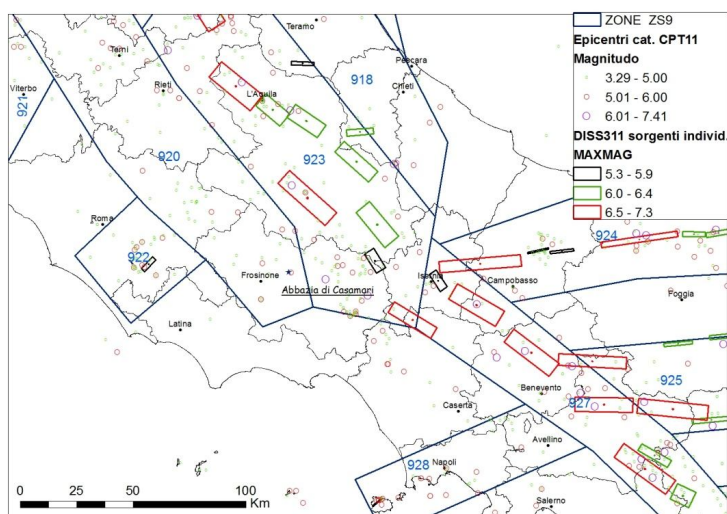 ZONE ZS9
Epicentri cat. CPT11
Magnitudo
3.29 - 5.00
5.01 - 6.00
6.01 - 7.41
DISS311 sorgenti individ.
MAXMAG
5.3 - 5.9
6.0 - 6.4
6.5 - 7.3
Teramo
Terni
918
Pescara
Viterbo
Rieti
L'Aquila
Chieti
921
920
923
Roma
922
924
Frosinone
Isernia
Campobasso
Abbazia di Casamari
Foggia
Latina
925
Benevento
Caserta
927
Avellino
928
Napoli
Salerno
0 25 50 100
Km